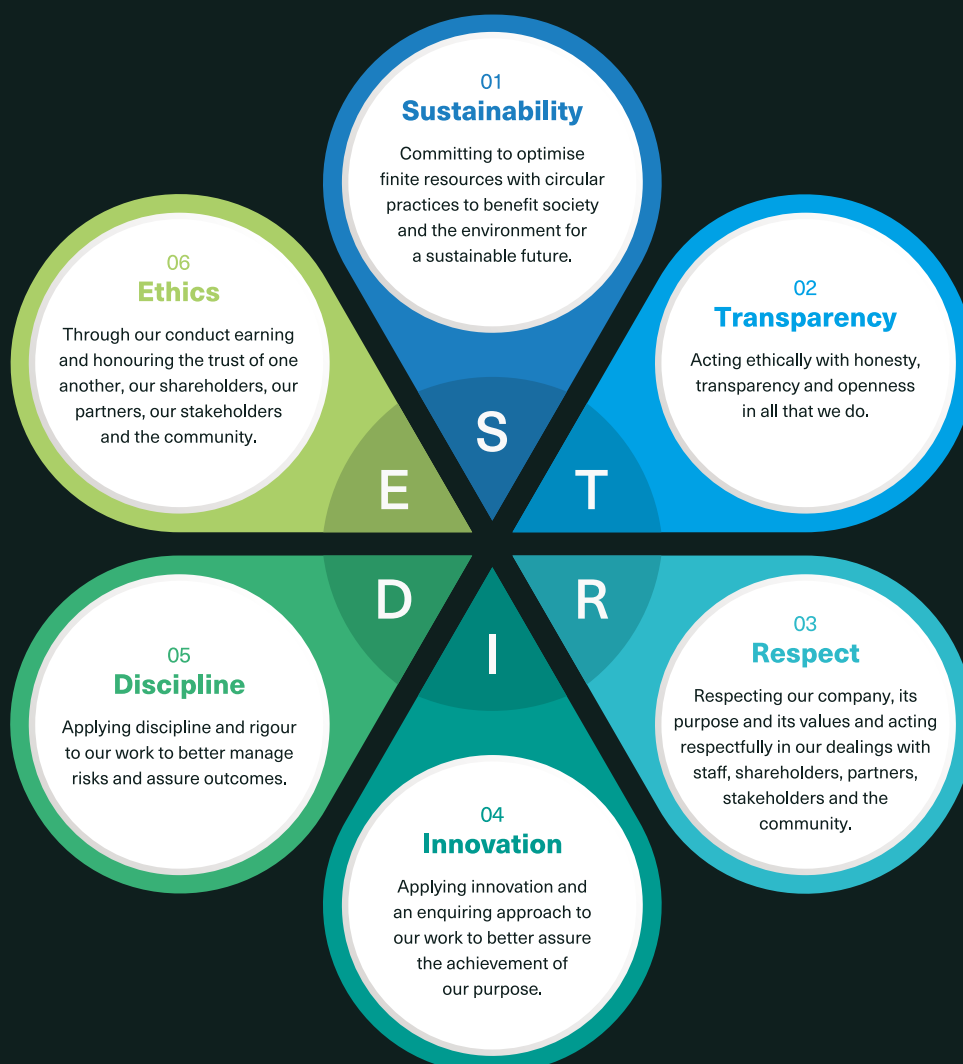 01
Sustainability
Committing to optimise
finite resources with circular
practices to benefit society
and the environment for
a sustainable future.
02
Transparency
Acting ethically with honesty,
transparency and openness
in all that we do.
03
Respect
Respecting our company, its
purpose and its values and acting
respectfully in our dealings with
staff, shareholders, partners,
stakeholders and the
community.
04
Innovation
Applying innovation and
an enquiring approach to
our work to better assure
the achievement of
our purpose.
05
Discipline
Applying discipline and rigour
to our work to better manage
risks and assure outcomes.
06
Ethics
Through our conduct earning
and honouring the trust of one
another, our shareholders, our
partners, our stakeholders
and the community.
S
T
R
I
D
E